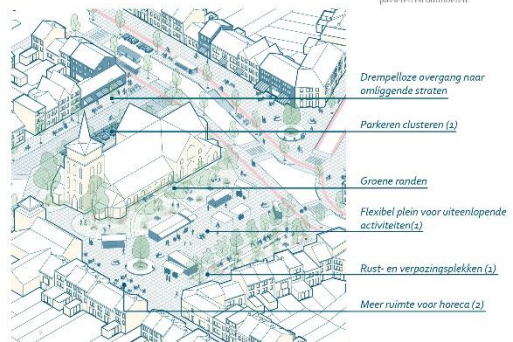 Drempelloze overgang naar
omliggende straten
Parkeren clusteren (1)
Groene randen
Flexibel plein voor uiteenlopende
activiteiten(1)
Rust- en verpozingsplekken (1)
Meer ruimte voor horeca (2)